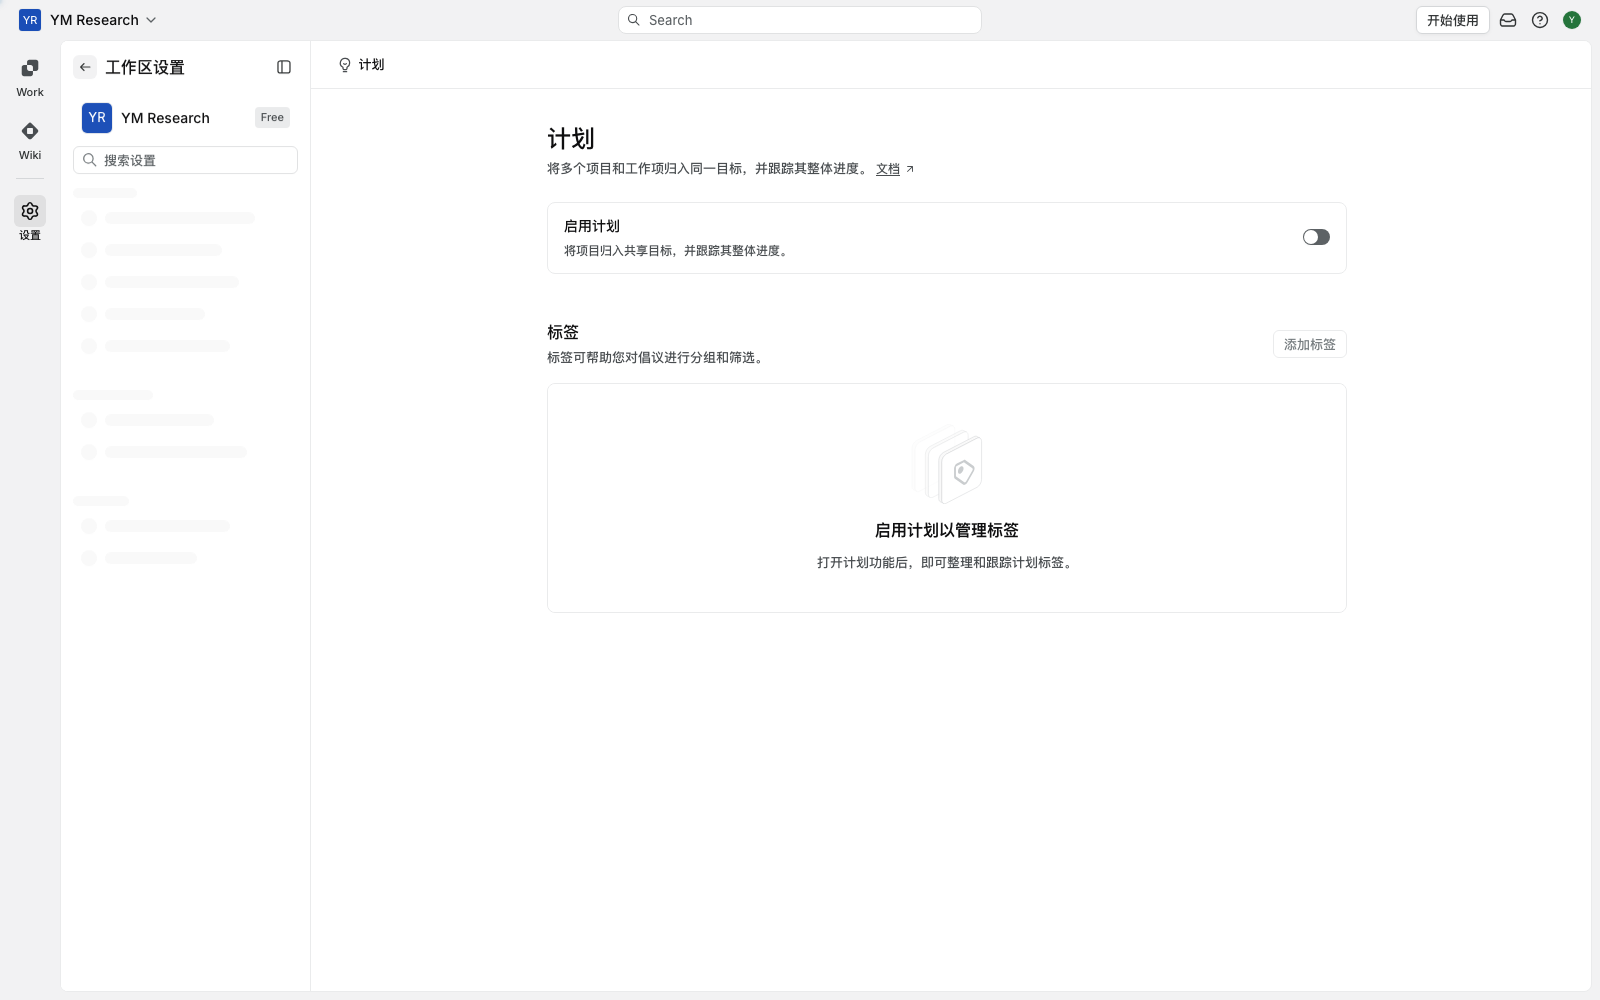 YR YM Research
Search
开始使用
Y
Work
Wiki
设置
工作区设置
YR YM Research Free
搜索设置
计划
计划
将多个项目和工作项归入同一目标，并跟踪其整体进度。 文档
启用计划
将项目归入共享目标，并跟踪其整体进度。
标签
标签可帮助您对倡议进行分组和筛选。
添加标签
启用计划以管理标签
打开计划功能后，即可整理和跟踪计划标签。